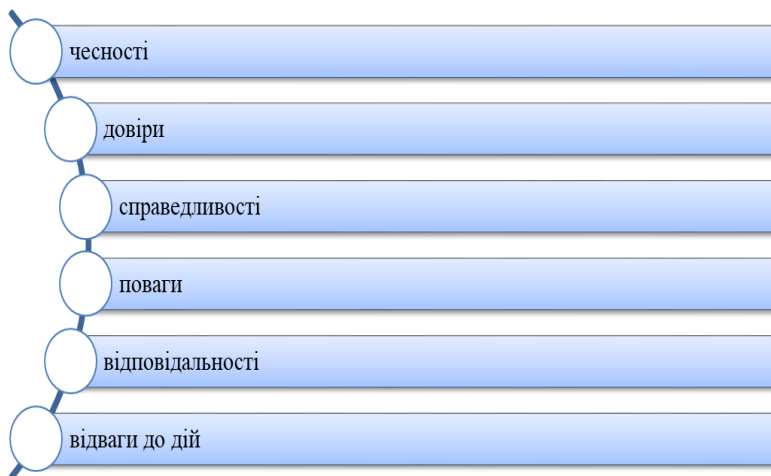 чесності
довіри
справедливості
поваги
відповідальності
відваги до дій